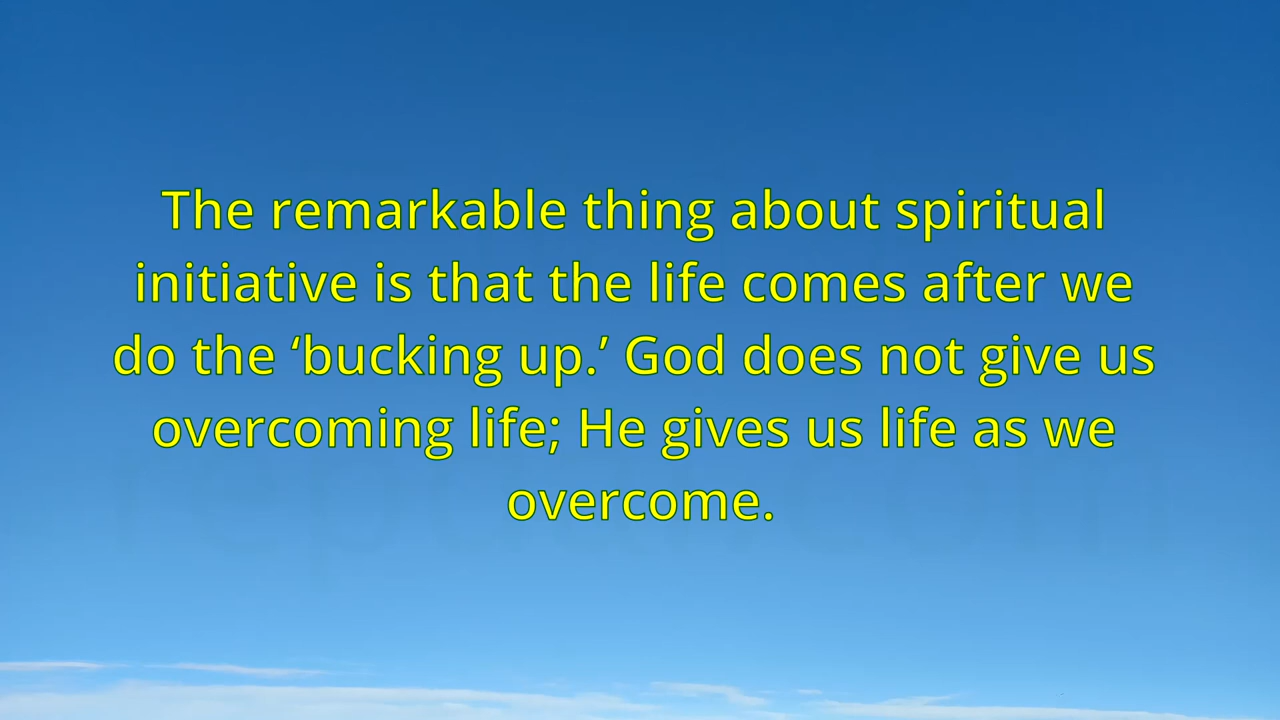 The remarkable thing about spiritual
initiative is that the life comes after we
do the ‘bucking up.’ God does not give us
overcoming life; He gives us life as we
overcome.